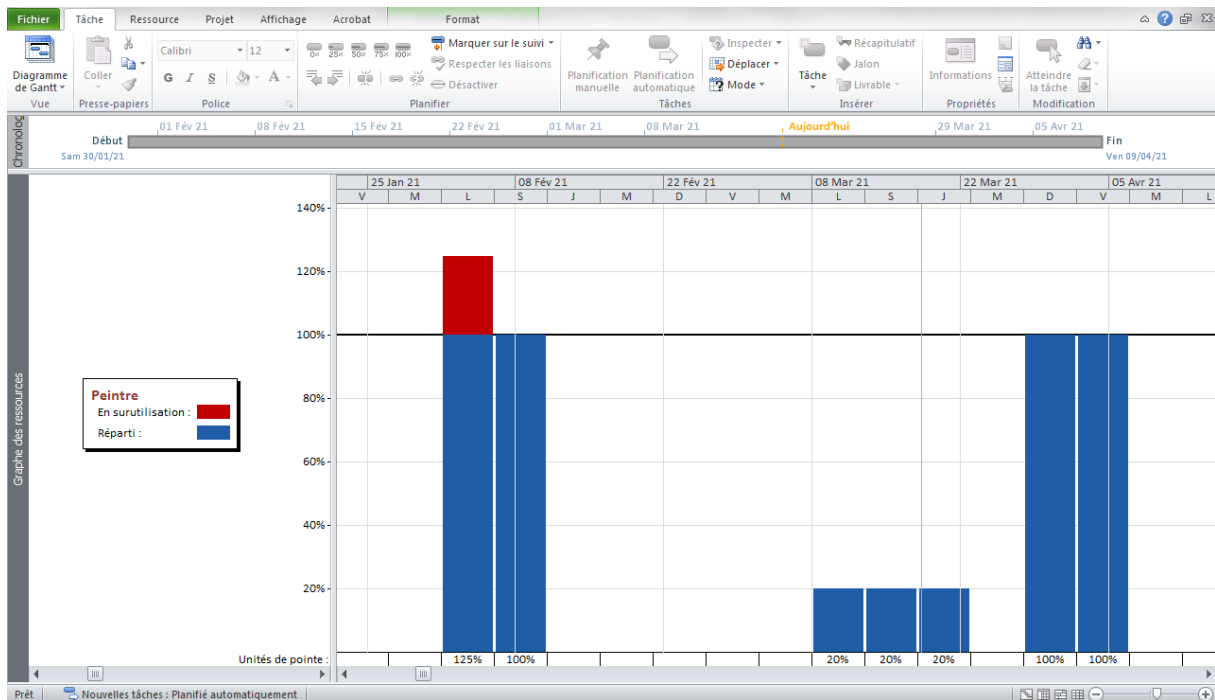 Fichier Tâche Ressource Projet Affichage Acrobat Format
Calibri 12
0× 25× 50× 75× 100×
Marquer sur le suivi
Respecter les liaisons
Désactiver
Inspecter
Déplacer
Mode
Récapitulatif
Jalon
Livrable
Diagramme de Gantt
Coller
G I S A
Planification manuelle
Planification automatique
Tâche
Informations
Atteindre la tâche
Vue Presse-papiers Police Planifier Tâches Insérer Propriétés Modification
Chronolog
01 Fév 21 08 Fév 21 15 Fév 21 22 Fév 21 01 Mar 21 08 Mar 21 Aujourd'hui 29 Mar 21 05 Avr 21
Début Fin
Sam 30/01/21 Ven 09/04/21
25 Jan 21 08 Fév 21 22 Fév 21 08 Mar 21 22 Mar 21 05 Avr 21
V M L S J M D V M L S J M D V M L
140%
120%
100%
80%
60%
40%
20%
Graphe des ressources
Peintre
En surutilisation :
Réparti :
Unités de pointe : 125% 100% 20% 20% 20% 100% 100%
Prêt Nouvelles tâches : Planifié automatiquement